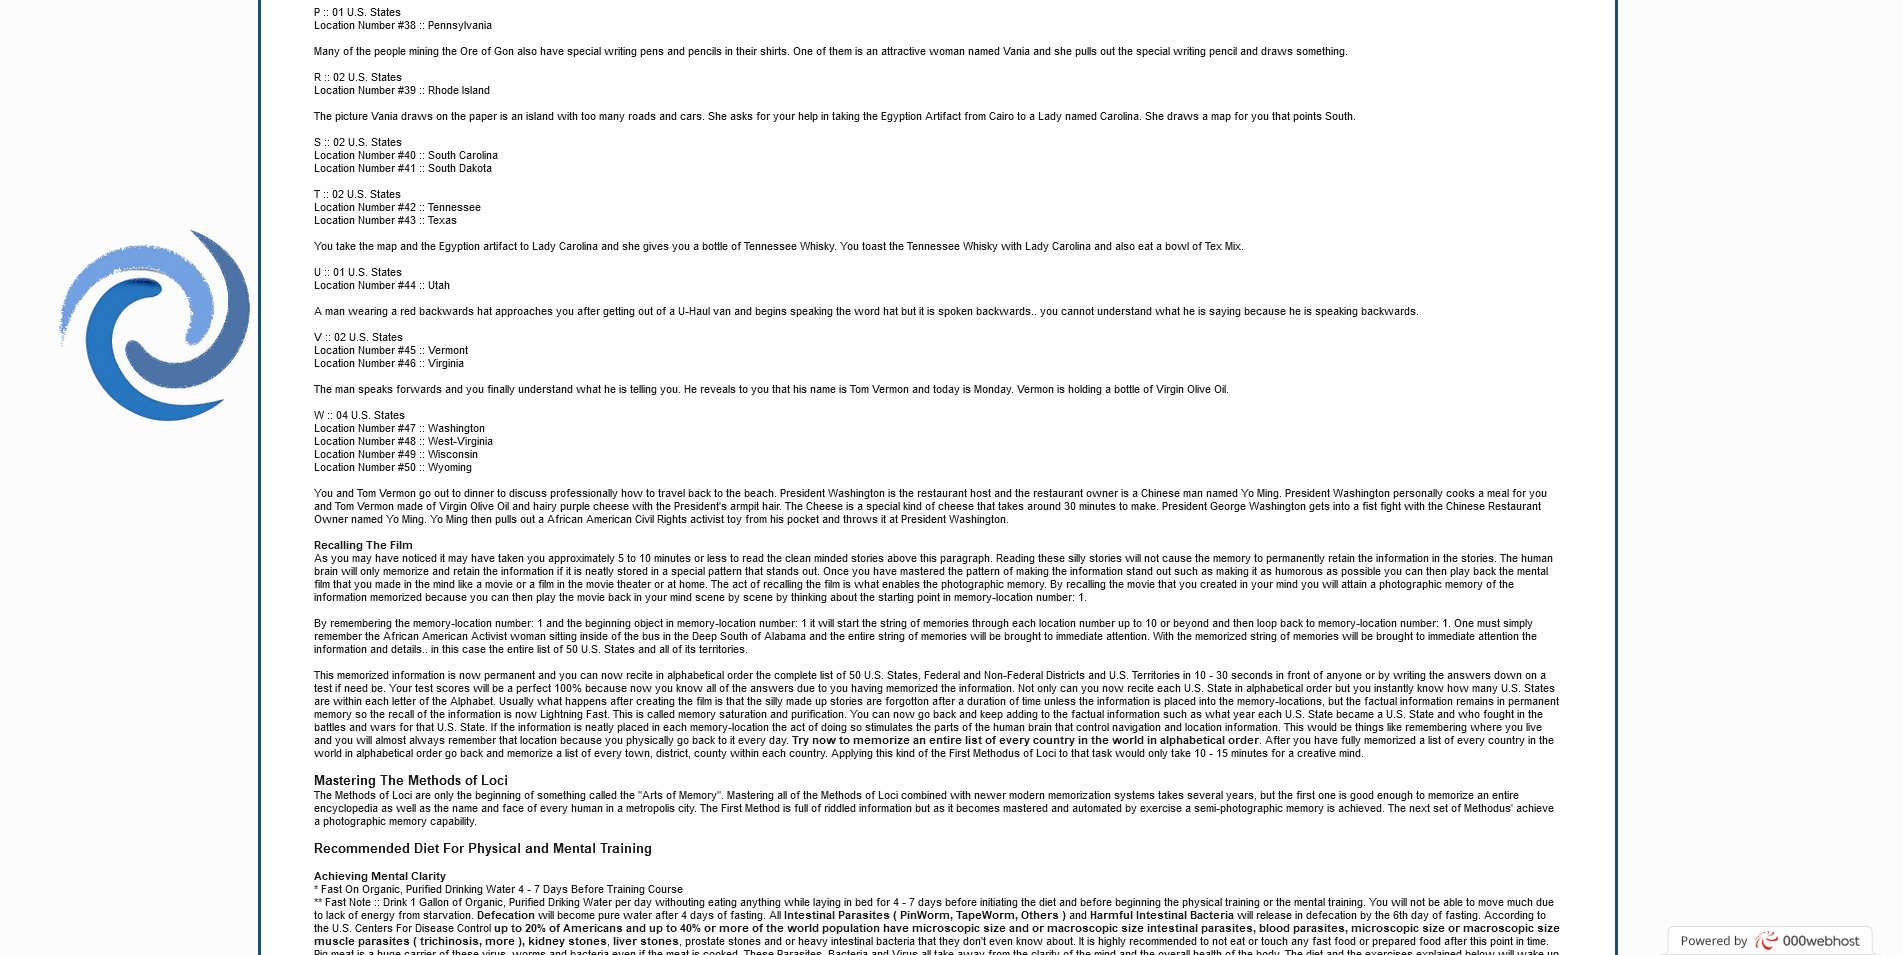 P :: 01 U.S. States
Location Number #38 :: Pennsylvania
Many of the people mining the Ore of Gon also have special writing pens and pencils in their shirts. One of them is an attractive woman named Vania and she pulls out the special writing pencil and draws something.
R :: 02 U.S. States
Location Number #39 :: Rhode Island
The picture Vania draws on the paper is an island with too many roads and cars. She asks for your help in taking the Egyption Artifact from Cairo to a Lady named Carolina. She draws a map for you that points South.
S :: 02 U.S. States
Location Number #40 :: South Carolina
Location Number #41 :: South Dakota
T :: 02 U.S. States
Location Number #42 :: Tennessee
Location Number #43 :: Texas
You take the map and the Egyption artifact to Lady Carolina and she gives you a bottle of Tennessee Whisky. You toast the Tennessee Whisky with Lady Carolina and also eat a bowl of Tex Mix.
U :: 01 U.S. States
Location Number #44 :: Utah
A man wearing a red backwards hat approaches you after getting out of a U-Haul van and begins speaking the word hat but it is spoken backwards.. you cannot understand what he is saying because he is speaking backwards.
V :: 02 U.S. States
Location Number #45 :: Vermont
Location Number #46 :: Virginia
The man speaks forwards and you finally understand what he is telling you. He reveals to you that his name is Tom Vermon and today is Monday. Vermon is holding a bottle of Virgin Olive Oil.
W :: 04 U.S. States
Location Number #47 :: Washington
Location Number #48 :: West-Virginia
Location Number #49 :: Wisconsin
Location Number #50 :: Wyoming
You and Tom Vermon go out to dinner to discuss professionally how to travel back to the beach. President Washington is the restaurant host and the restaurant owner is a Chinese man named Yo Ming. President Washington personally cooks a meal for you
and Tom Vermon made of Virgin Olive Oil and hairy purple cheese with the President's armpit hair. The Cheese is a special kind of cheese that takes around 30 minutes to make. President George Washington gets into a fist fight with the Chinese Restaurant
Owner named Yo Ming. Yo Ming then pulls out a African American Civil Rights activist toy from his pocket and throws it at President Washington.
Recalling The Film
As you may have noticed it may have taken you approximately 5 to 10 minutes or less to read the clean minded stories above this paragraph. Reading these silly stories will not cause the memory to permanently retain the information in the stories. The human
brain will only memorize and retain the information if it is neatly stored in a special pattern that stands out. Once you have mastered the pattern of making the information stand out such as making it as humorous as possible you can then play back the mental
film that you made in the mind like a movie or a film in the movie theater or at home. The act of recalling the film is what enables the photographic memory. By recalling the movie that you created in your mind you will attain a photographic memory of the
information memorized because you can then play the movie back in your mind scene by scene by thinking about the starting point in memory-location number: 1.
By remembering the memory-location number: 1 and the beginning object in memory-location number: 1 it will start the string of memories through each location number up to 10 or beyond and then loop back to memory-location number: 1. One must simply
remember the African American Activist woman sitting inside of the bus in the Deep South of Alabama and the entire string of memories will be brought to immediate attention. With the memorized string of memories will be brought to immediate attention the
information and details.. in this case the entire list of 50 U.S. States and all of its territories.
This memorized information is now permanent and you can now recite in alphabetical order the complete list of 50 U.S. States, Federal and Non-Federal Districts and U.S. Territories in 10 - 30 seconds in front of anyone or by writing the answers down on a
test if need be. Your test scores will be a perfect 100% because now you know all of the answers due to you having memorized the information. Not only can you now recite each U.S. State in alphabetical order but you instantly know how many U.S. States
are within each letter of the Alphabet. Usually what happens after creating the film is that the silly made up stories are forgotton after a duration of time unless the information is placed into the memory-locations, but the factual information remains in permanent
memory so the recall of the information is now Lightning Fast. This is called memory saturation and purification. You can now go back and keep adding to the factual information such as what year each U.S. State became a U.S. State and who fought in the
battles and wars for that U.S. State. If the information is neatly placed in each memory-location the act of doing so stimulates the parts of the human brain that control navigation and location information. This would be things like remembering where you live
and you will almost always remember that location because you physically go back to it every day. Try now to memorize an entire list of every country in the world in alphabetical order. After you have fully memorized a list of every country in the
world in alphabetical order go back and memorize a list of every town, district, county within each country. Applying this kind of the First Methodus of Loci to that task would only take 10 - 15 minutes for a creative mind.
Mastering The Methods of Loci
The Methods of Loci are only the beginning of something called the "Arts of Memory". Mastering all of the Methods of Loci combined with newer modern memorization systems takes several years, but the first one is good enough to memorize an entire
encyclopedia as well as the name and face of every human in a metropolis city. The First Method is full of riddled information but as it becomes mastered and automated by exercise a semi-photographic memory is achieved. The next set of Methodus' achieve
a photographic memory capability.
Recommended Diet For Physical and Mental Training
Achieving Mental Clarity
* Fast On Organic, Purified Drinking Water 4 - 7 Days Before Training Course
** Fast Note :: Drink 1 Gallon of Organic, Purified Driking Water per day withouting eating anything while laying in bed for 4 - 7 days before initiating the diet and before beginning the physical training or the mental training. You will not be able to move much due
to lack of energy from starvation. Defecation will become pure water after 4 days of fasting. All Intestinal Parasites ( PinWorm, TapeWorm, Others ) and Harmful Intestinal Bacteria will release in defecation by the 6th day of fasting. According to
the U.S. Centers For Disease Control up to 20% of Americans and up to 40% or more of the world population have microscopic size and or macroscopic size intestinal parasites, blood parasites, microscopic size or macroscopic size
muscle parasites ( trichinosis, more ), kidney stones, liver stones, prostate stones and or heavy intestinal bacteria that they don't even know about. It is highly recommended to not eat or touch any fast food or prepared food after this point in time.
Pig meat is a huge carrier of these virus, worms and bacteria even if the meat is cooked. These Parasites, Bacteria and Virus all take away from the clarity of the mind and the overall health of the body. The diet and the exercises explained below will wake up
Powered by 000webhost